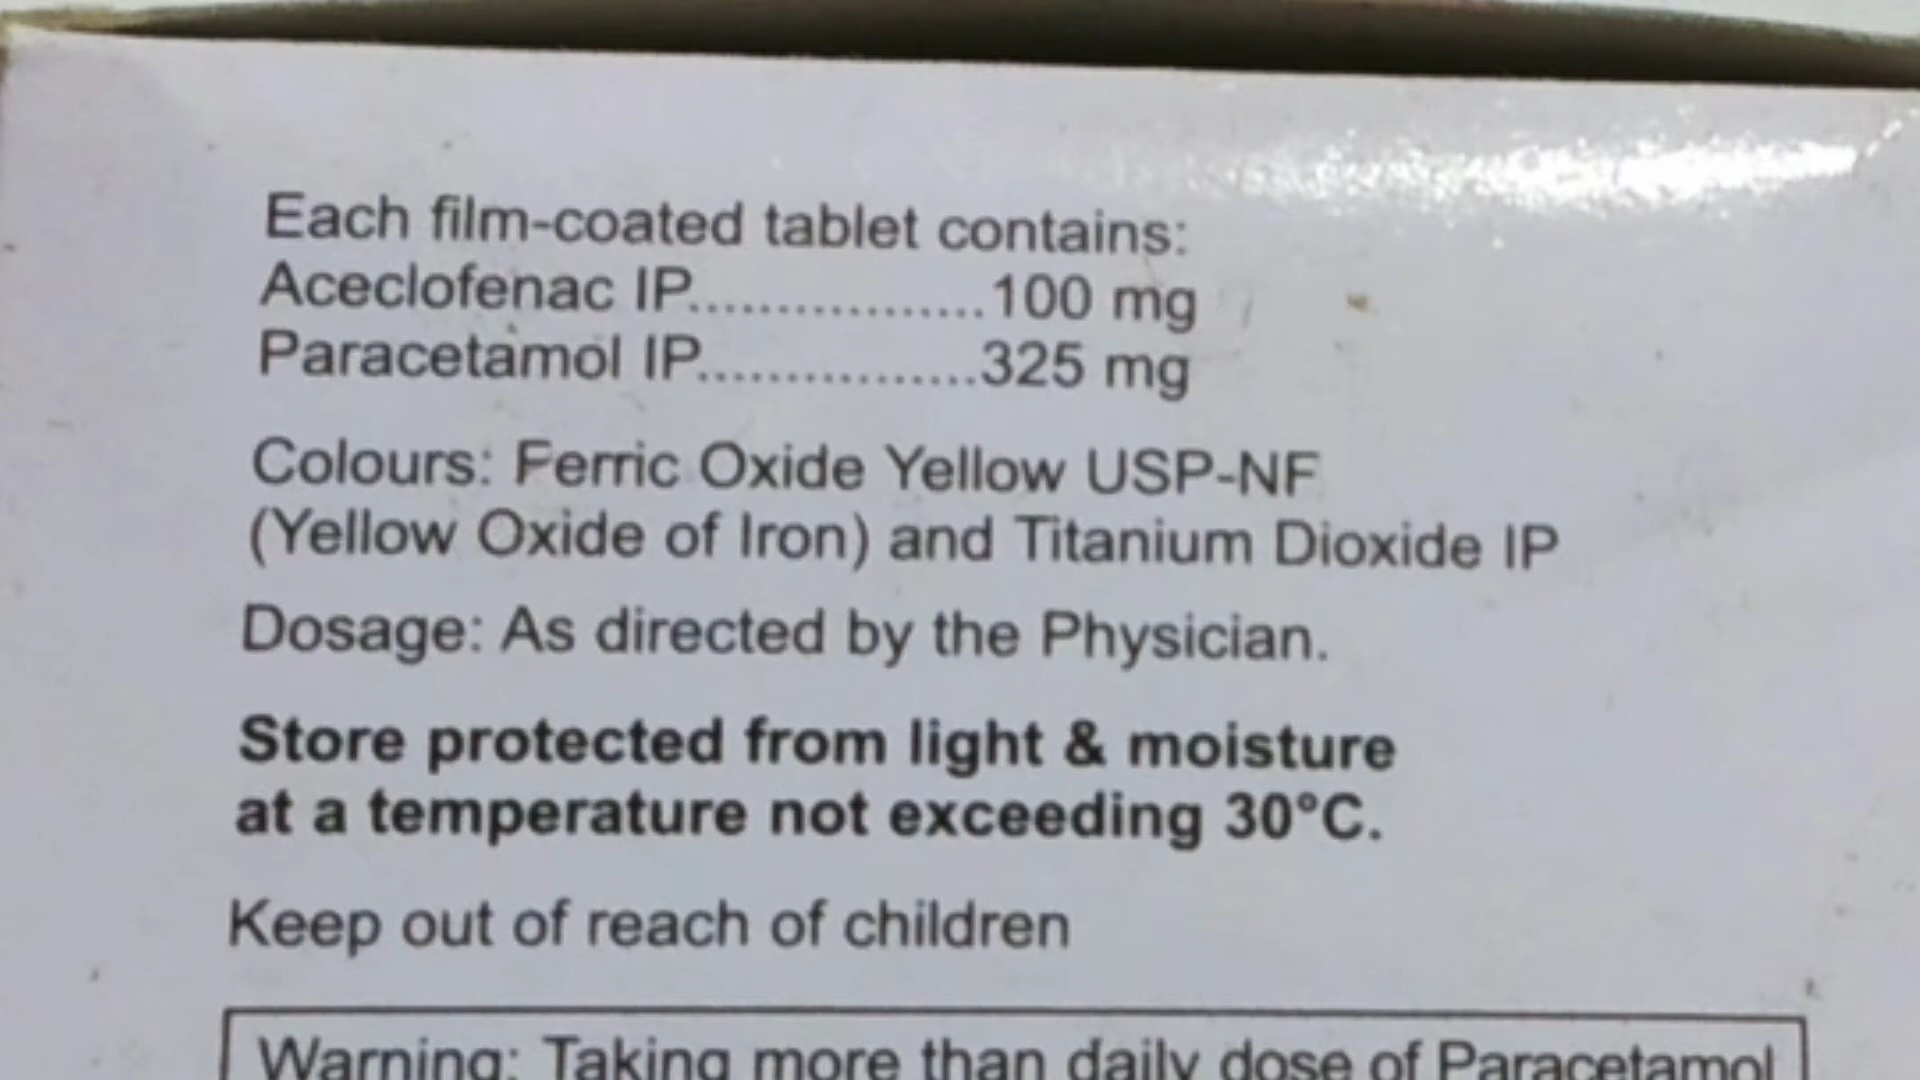 Each film-coated tablet contains:
Aceclofenac IP.................100 mg
Paracetamol IP................325 mg
Colours: Ferric Oxide Yellow USP-NF
(Yellow Oxide of Iron) and Titanium Dioxide IP
Dosage: As directed by the Physician.
Store protected from light & moisture
at a temperature not exceeding 30°C.
Keep out of reach of children
Warning: Taking more than daily dose of Paracetamol